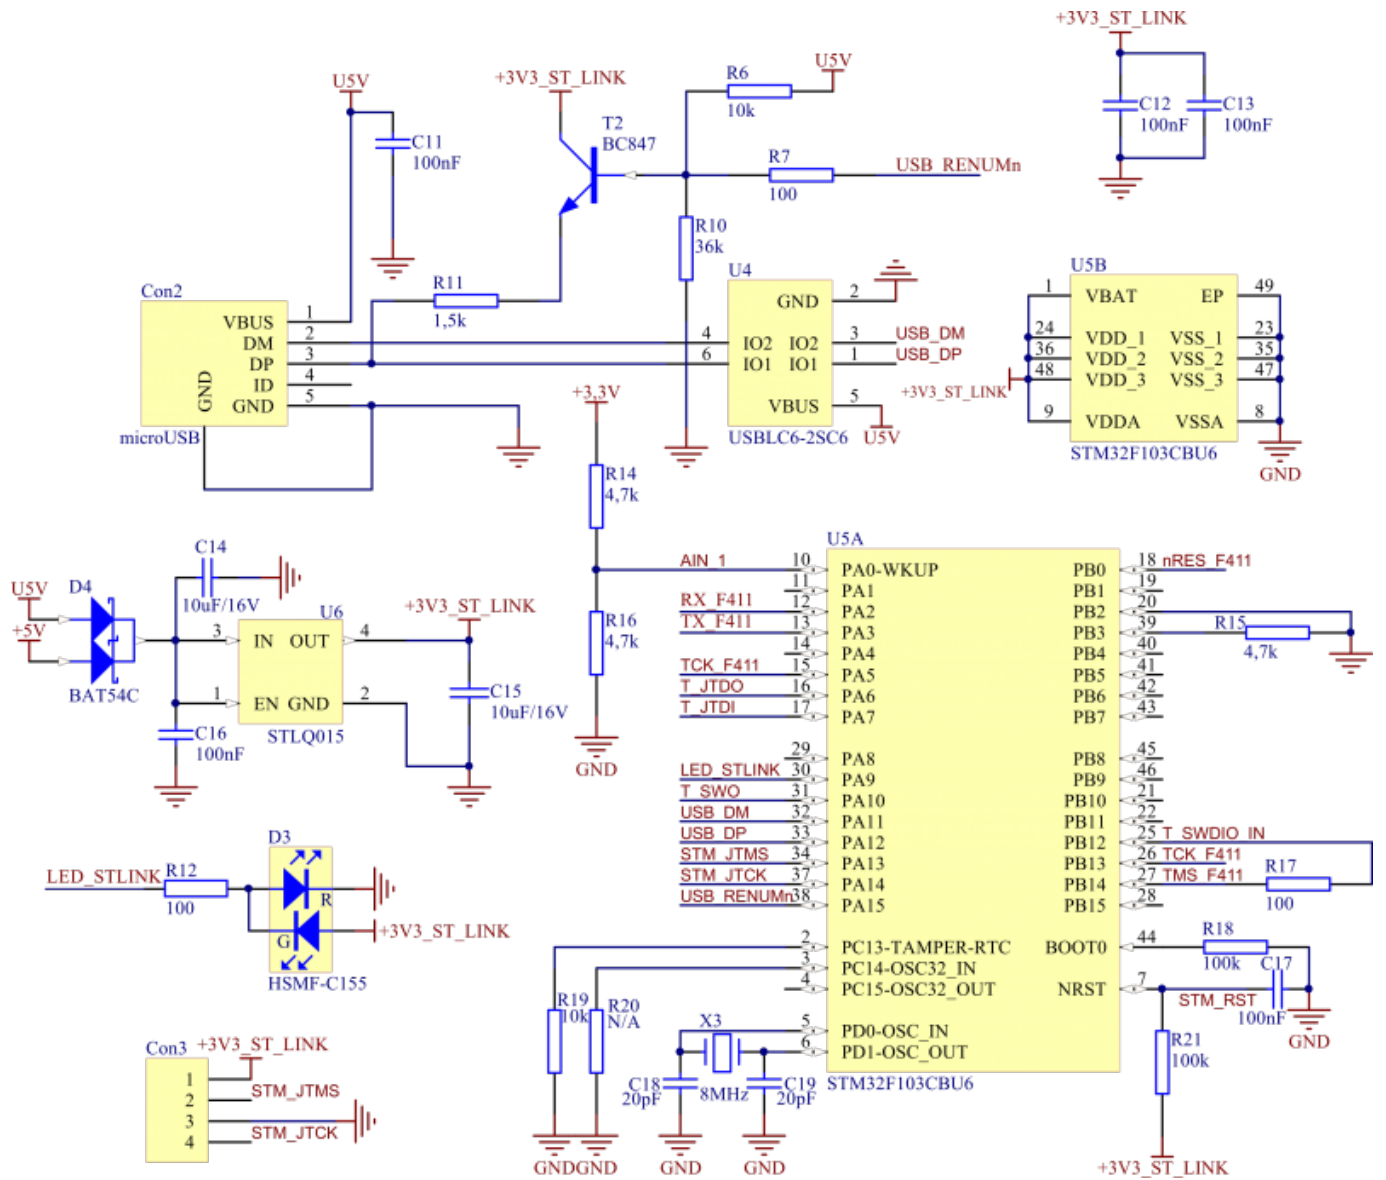 +3V3_ST_LINK
C12
100nF
C13
100nF
U5V
C11
100nF
+3V3_ST_LINK
T2
BC847
R6
10k
U5V
R7
100
USB_RENUMn
R10
36k
R11
1,5k
Con2
VBUS 1
DM 2
DP 3
ID 4
GND 5
GND
microUSB
U4
GND 2
4 IO2 IO2 3 USB_DM
6 IO1 IO1 1 USB_DP
VBUS 5
U5V
USBLC6-2SC6
U5B
1 VBAT EP 49
24 VDD_1 VSS_1 23
36 VDD_2 VSS_2 35
48 VDD_3 VSS_3 47
+3V3_ST_LINK
9 VDDA VSSA 8
STM32F103CBU6
GND
+3,3V
R14
4,7k
R16
4,7k
GND
U5V
+5V
D4
BAT54C
C14
10uF/16V
U6
3 IN OUT 4
1 EN GND 2
STLQ015
C16
100nF
+3V3_ST_LINK
C15
10uF/16V
U5A
AIN_1 10 PA0-WKUP
11 PA1
RX_F411 12 PA2
TX_F411 13 PA3
14 PA4
TCK_F411 15 PA5
T_JTDO 16 PA6
T_JTDI 17 PA7
29 PA8
LED_STLINK 30 PA9
T_SWO 31 PA10
USB_DM 32 PA11
USB_DP 33 PA12
STM_JTMS 34 PA13
STM_JTCK 37 PA14
USB_RENUMn 38 PA15
2 PC13-TAMPER-RTC
3 PC14-OSC32_IN
4 PC15-OSC32_OUT
5 PD0-OSC_IN
6 PD1-OSC_OUT
STM32F103CBU6
PB0 18 nRES_F411
PB1 19
PB2 20
PB3 39
PB4 40
PB5 41
PB6 42
PB7 43
PB8 45
PB9 46
PB10 21
PB11 22
PB12 25 T_SWDIO_IN
PB13 26 TCK_F411
PB14 27 TMS_F411
PB15 28
BOOT0 44
NRST 7
R15
4,7k
R17
100
R18
100k
C17
100nF
STM_RST
GND
R21
100k
+3V3_ST_LINK
D3
LED_STLINK
R12
100
R
G
+3V3_ST_LINK
HSMF-C155
R19
10k
R20
N/A
X3
8MHz
C18
20pF
C19
20pF
GND
GND
GND
GND
Con3
+3V3_ST_LINK
1
2 STM_JTMS
3
4 STM_JTCK